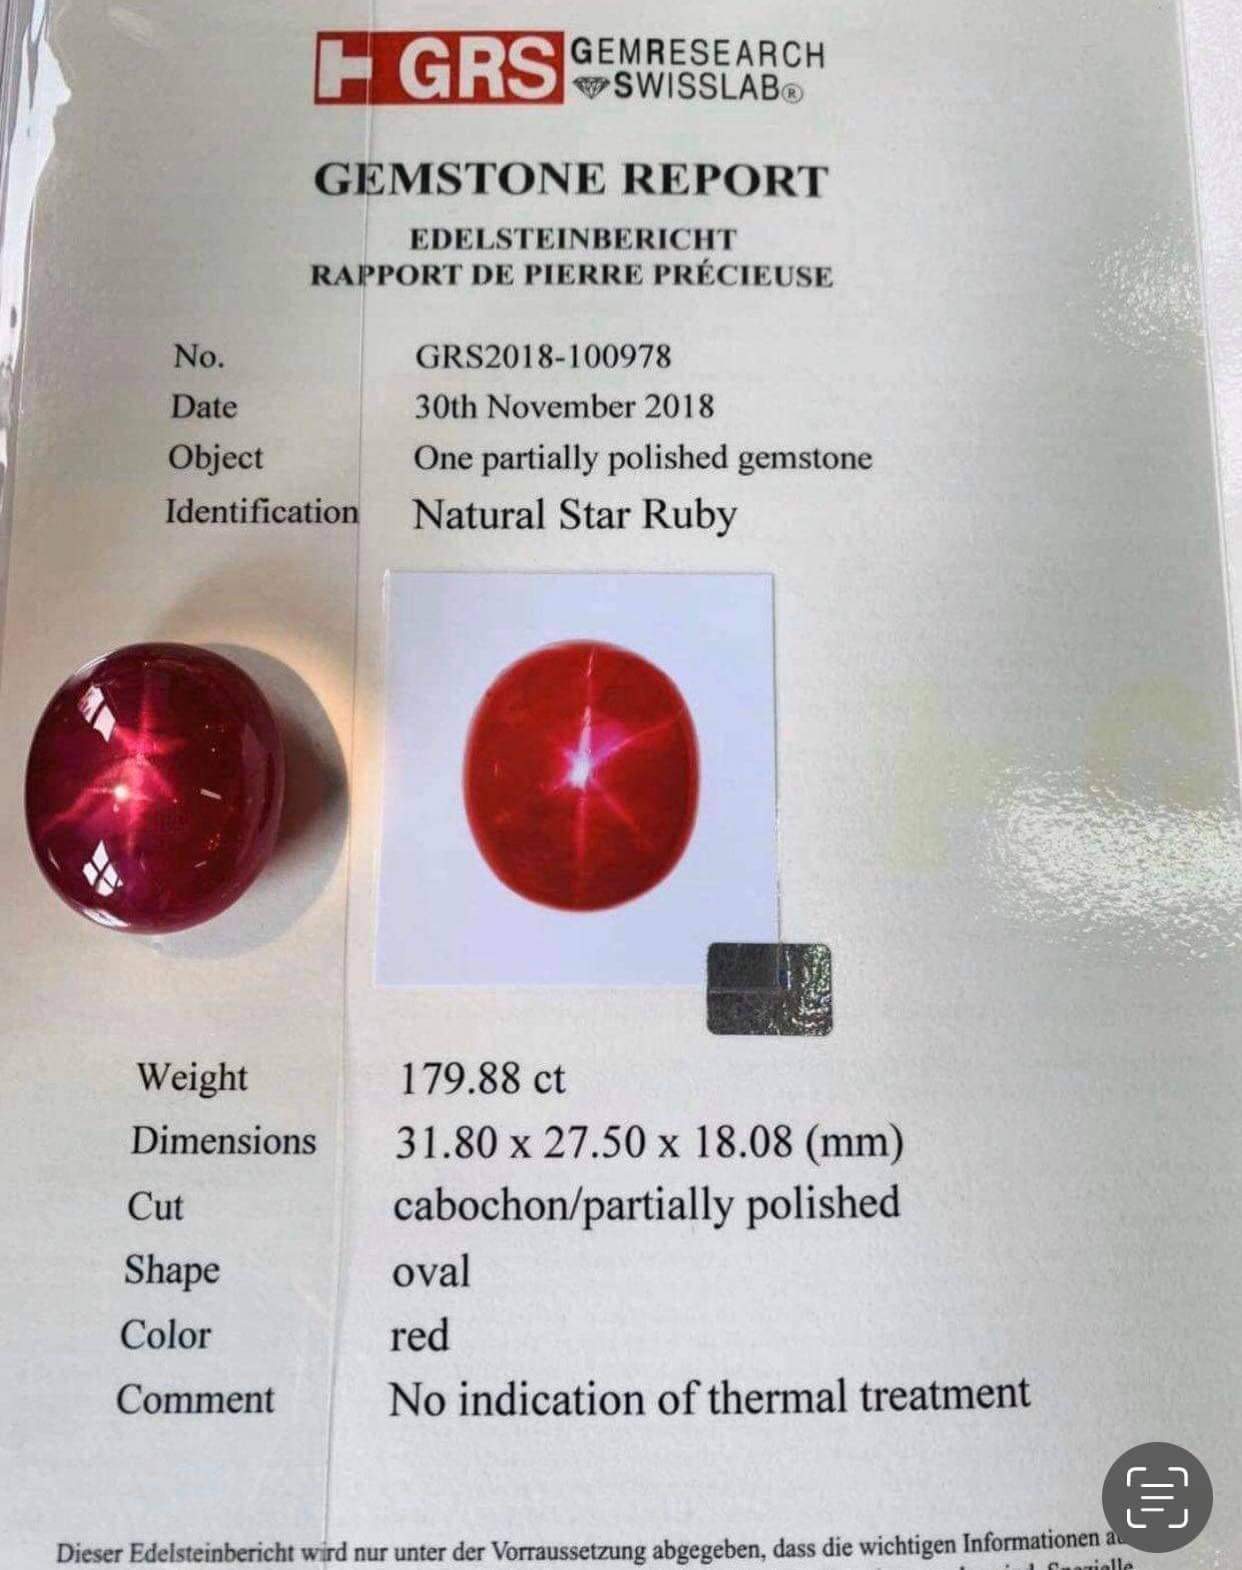 GRS GEMRESEARCH
SWISSLAB®
GEMSTONE REPORT
EDELSTEINBERICHT
RAPPORT DE PIERRE PRÉCIEUSE
No. GRS2018-100978
Date 30th November 2018
Object One partially polished gemstone
Identification Natural Star Ruby
Weight 179.88 ct
Dimensions 31.80 x 27.50 x 18.08 (mm)
Cut cabochon/partially polished
Shape oval
Color red
Comment No indication of thermal treatment
Dieser Edelsteinbericht wird nur unter der Vorraussetzung abgegeben, dass die wichtigen Informationen